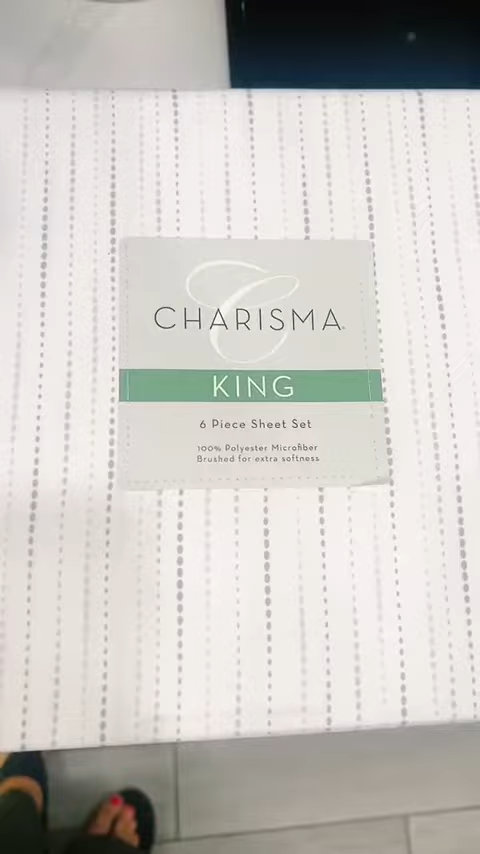 CHARISMA
KING
6 Piece Sheet Set
100% Polyester Microfiber
Brushed for extra softness